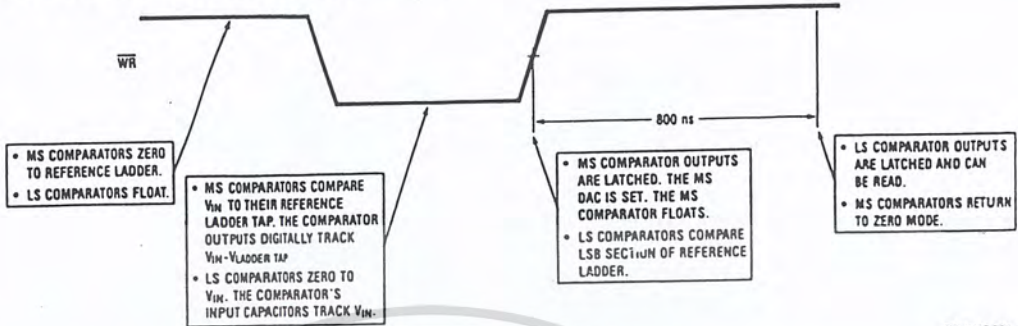 WR
800 ns
• MS COMPARATORS ZERO
TO REFERENCE LADDER.
• LS COMPARATORS FLOAT.
• MS COMPARATORS COMPARE
VIN TO THEIR REFERENCE
LADDER TAP. THE COMPARATOR
OUTPUTS DIGITALLY TRACK
VIN-VLADDER TAP
• LS COMPARATORS ZERO TO
VIN. THE COMPARATOR'S
INPUT CAPACITORS TRACK VIN.
• MS COMPARATOR OUTPUTS
ARE LATCHED. THE MS
DAC IS SET. THE MS
COMPARATOR FLOATS.
• LS COMPARATORS COMPARE
LSB SECTION OF REFERENCE
LADDER.
• LS COMPARATOR OUTPUTS
ARE LATCHED AND CAN
BE READ.
• MS COMPARATORS RETURN
TO ZERO MODE.